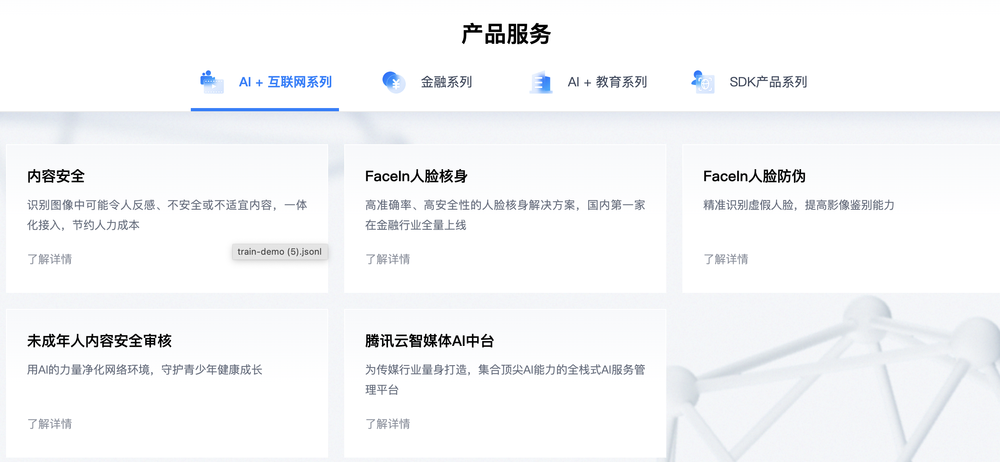 产品服务
AI + 互联网系列
金融系列
AI + 教育系列
SDK产品系列
内容安全
识别图像中可能令人反感、不安全或不适宜内容，一体
化接入，节约人力成本
了解详情
train-demo (5).jsonl
FaceIn人脸核身
高准确率、高安全性的人脸核身解决方案，国内第一家
在金融行业全量上线
了解详情
FaceIn人脸防伪
精准识别虚假人脸，提高影像鉴别能力
了解详情
未成年人内容安全审核
用AI的力量净化网络环境，守护青少年健康成长
了解详情
腾讯云智媒体AI中台
为传媒行业量身打造，集合顶尖AI能力的全栈式AI服务管
理平台
了解详情